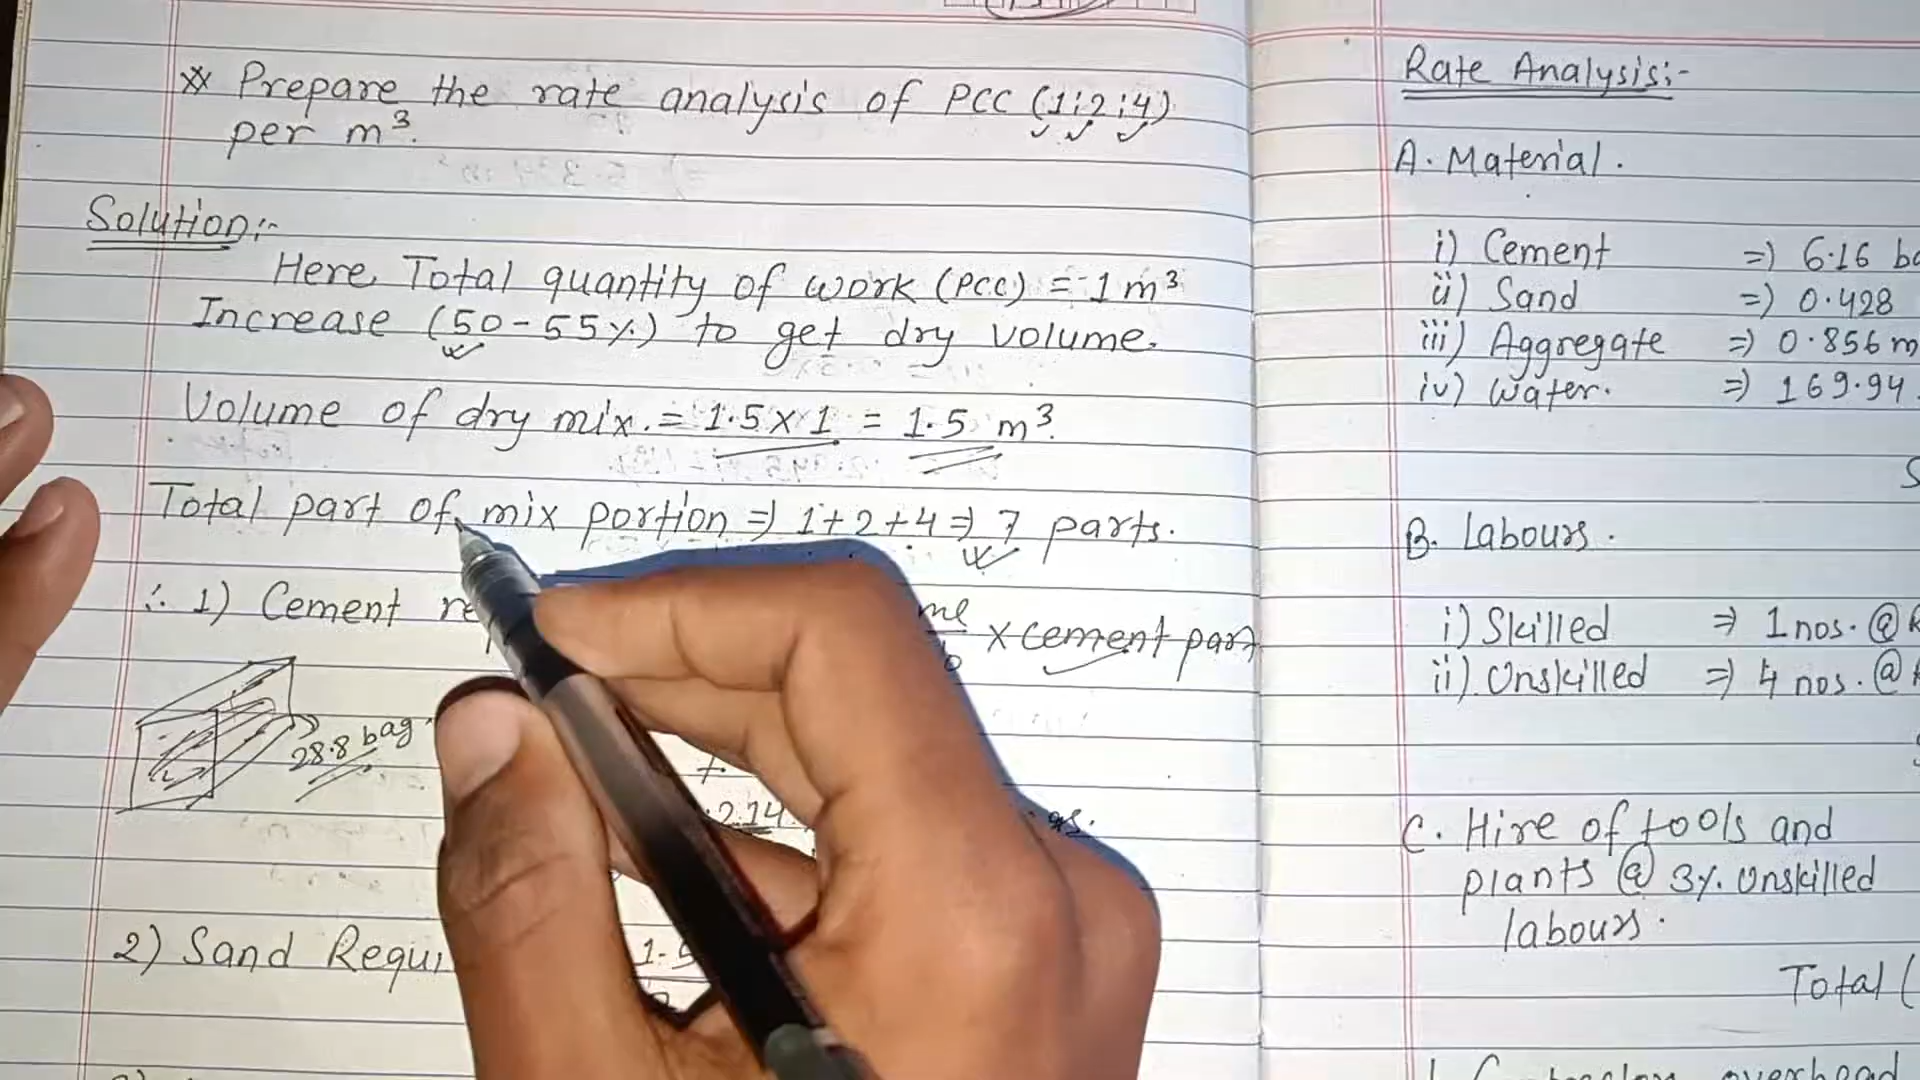 ** Prepare the rate analysis of PCC (1:2:4)
per m³.
Solution:-
Here, Total quantity of work (PCC) = 1 m³
Increase (50-55%) to get dry volume.
Volume of dry mix. = 1.5 x 1 = 1.5 m³.
Total part of mix portion => 1+2+4 => 7 parts.
∴ 1) Cement x cement part
28.8 bag
2) Sand
Rate Analysis:-
A. Material.
i) Cement => 6.16
ii) Sand => 0.428
iii) Aggregate => 0.856 m
iv) Water. => 169.94
B. Labours.
i) Skilled => 1 nos. @
ii) Unskilled => 4 nos. @
C. Hire of tools and
plants @ 3%. Unskilled
labours.
Total (
overhead